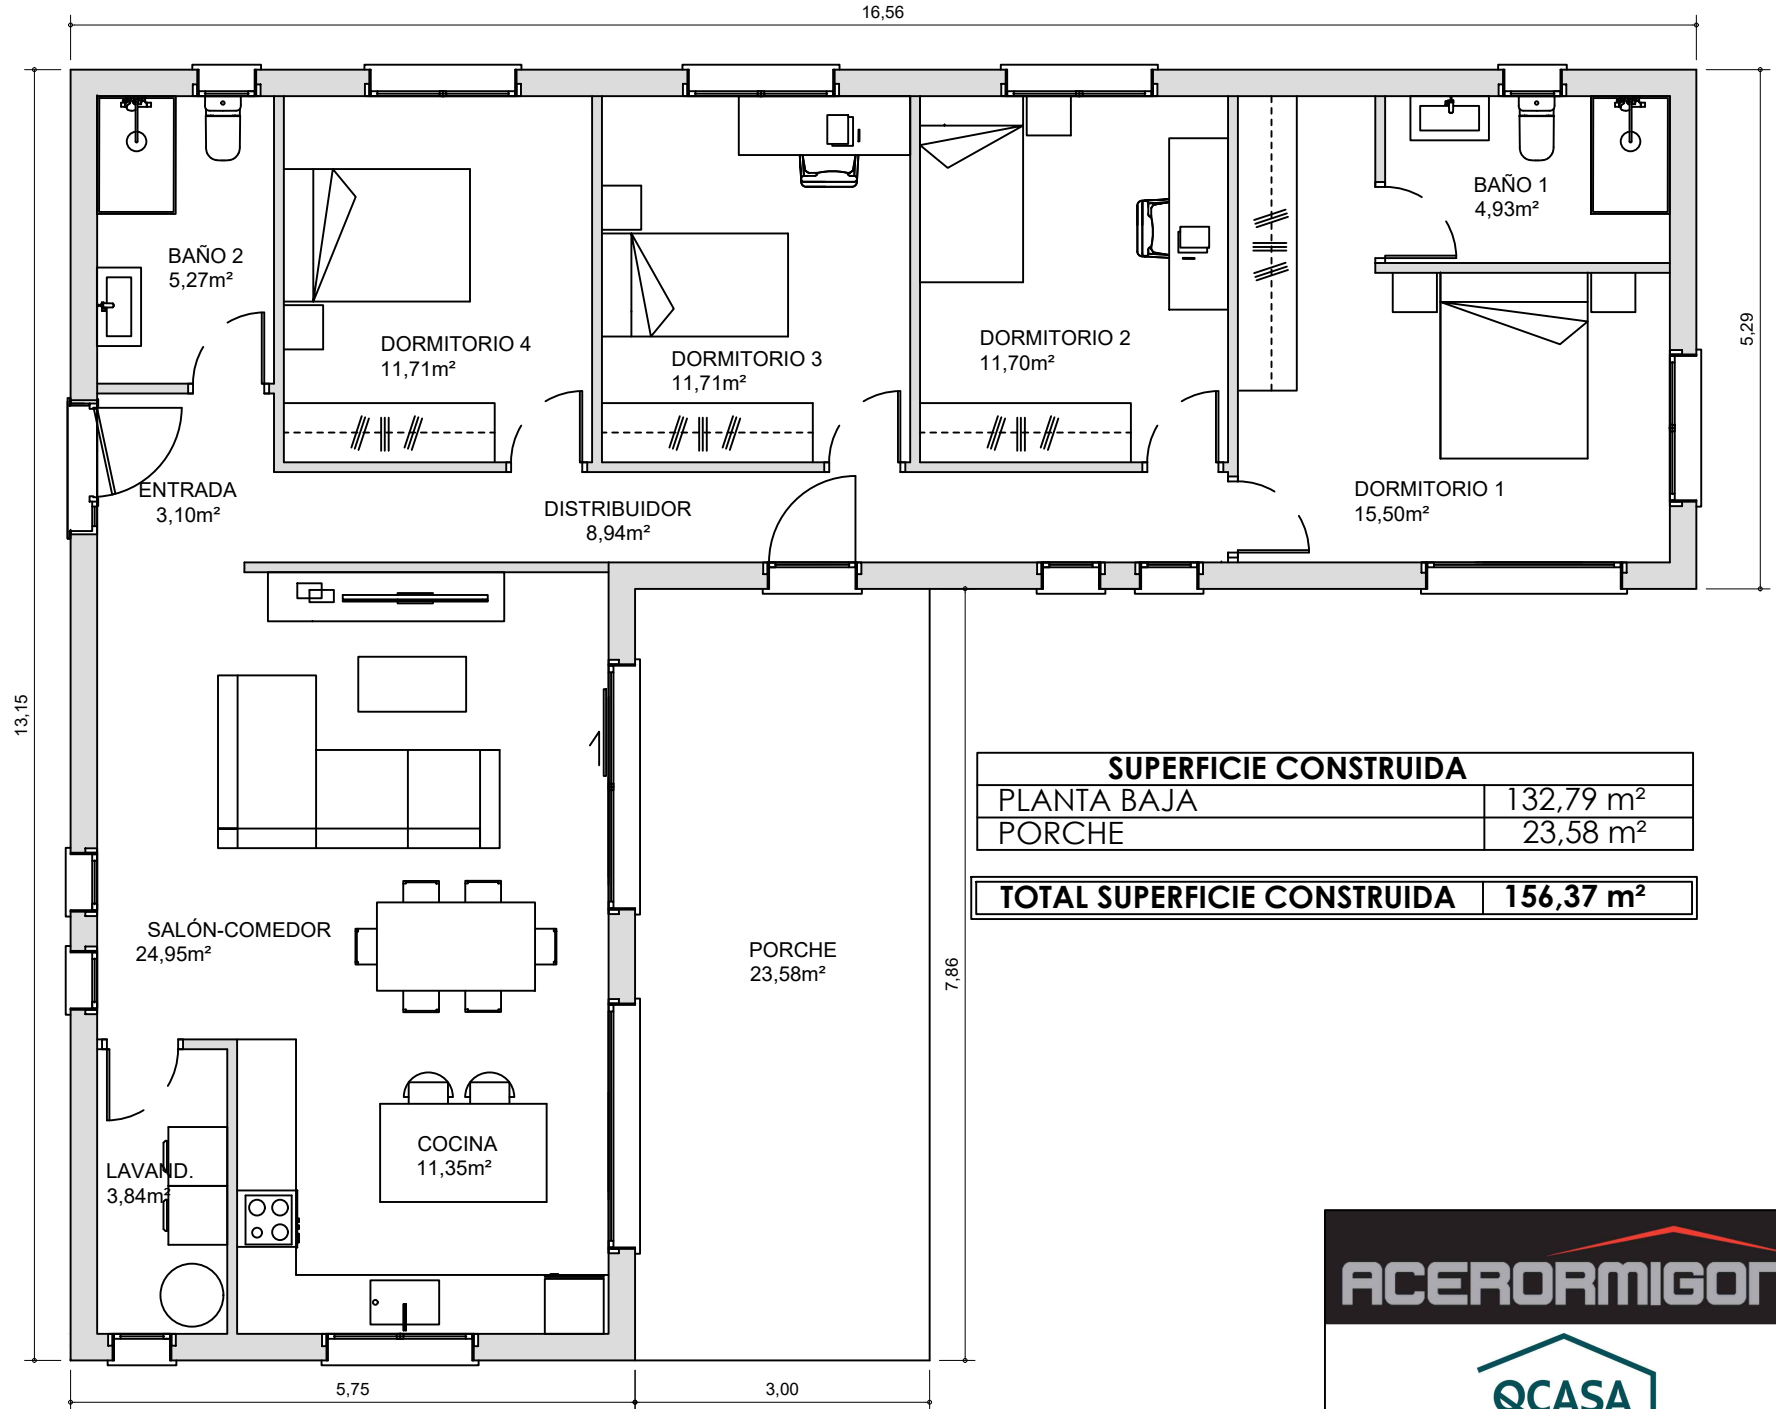 16,56
BAÑO 1
4,93m²
BAÑO 2
5,27m²
5,29
DORMITORIO 4
11,71m²
DORMITORIO 3
11,71m²
DORMITORIO 2
11,70m²
ENTRADA
3,10m²
DISTRIBUIDOR
8,94m²
DORMITORIO 1
15,50m²
13,15
SUPERFICIE CONSTRUIDA
PLANTA BAJA 132,79 m²
PORCHE 23,58 m²
TOTAL SUPERFICIE CONSTRUIDA 156,37 m²
SALÓN-COMEDOR
24,95m²
PORCHE
23,58m²
7,86
COCINA
11,35m²
LAVAND.
3,84m²
ACERORMIGON
QCASA
5,75
3,00